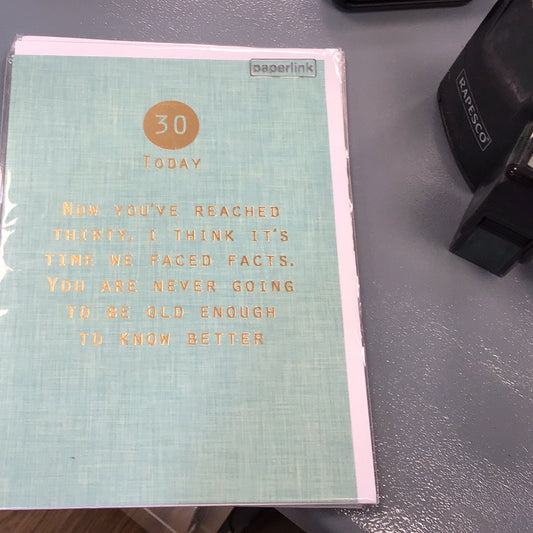 paperlink
30
TODAY
NOW YOU'VE REACHED
THIRTY, I THINK IT'S
TIME WE FACED FACTS.
YOU ARE NEVER GOING
TO BE OLD ENOUGH
TO KNOW BETTER
RAPESCO